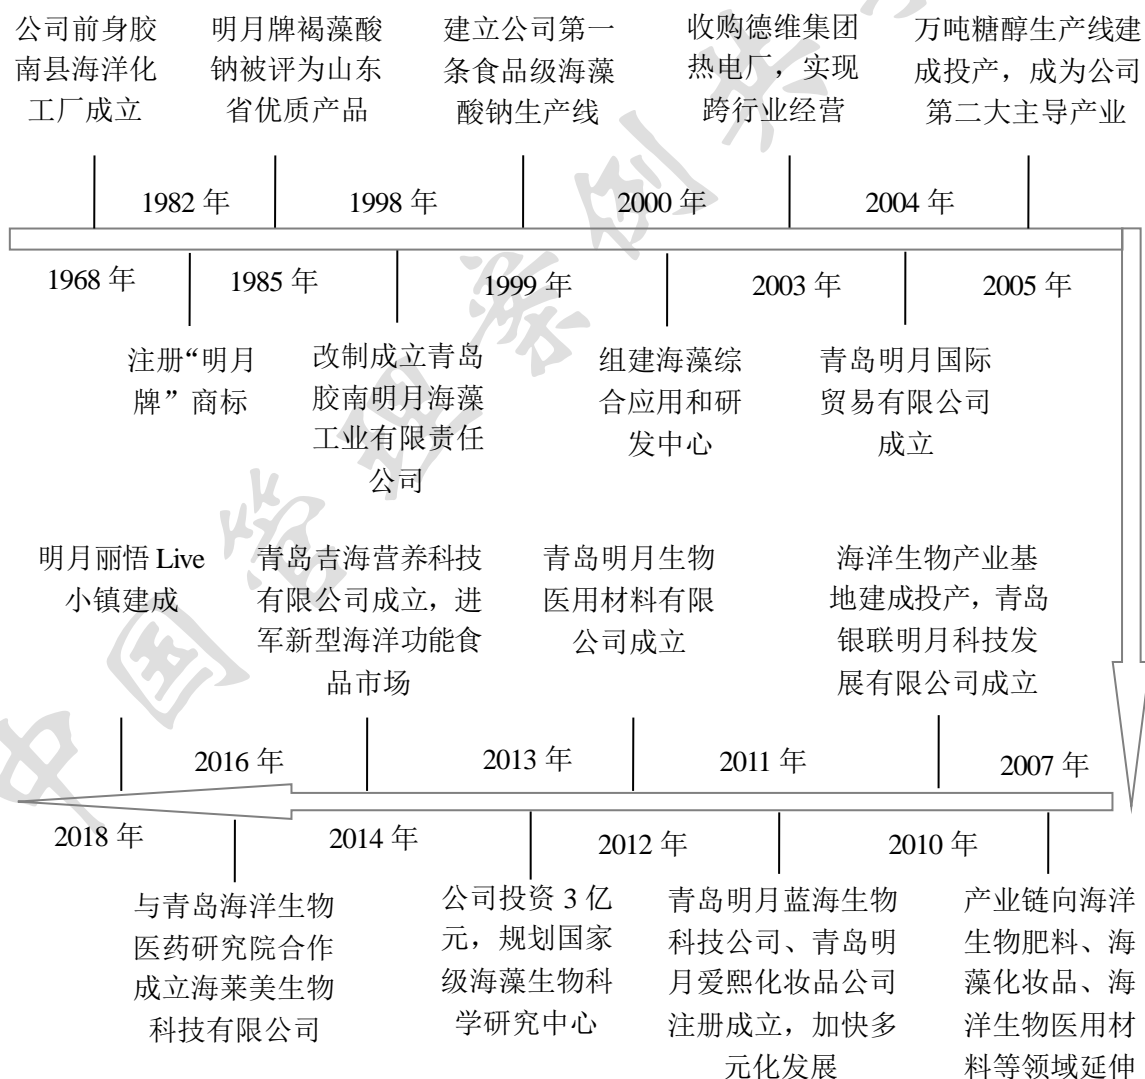 公司前身胶
南县海洋化
工厂成立
明月牌褐藻酸
钠被评为山东
省优质产品
建立公司第一
条食品级海藻
酸钠生产线
收购德维集团
热电厂，实现
跨行业经营
万吨糖醇生产线建
成投产，成为公司
第二大主导产业
1982 年
1998 年
2000 年
2004 年
1968 年
1985 年
1999 年
2003 年
2005 年
注册“明月
牌”商标
改制成立青岛
胶南明月海藻
工业有限责任
公司
组建海藻综
合应用和研
发中心
青岛明月国际
贸易有限公司
成立
明月丽悟 Live
小镇建成
青岛吉海营养科技
有限公司成立，进
军新型海洋功能食
品市场
青岛明月生物
医用材料有限
公司成立
海洋生物产业基
地建成投产，青岛
银联明月科技发
展有限公司成立
2016 年
2013 年
2011 年
2007 年
2018 年
2014 年
2012 年
2010 年
与青岛海洋生物
医药研究院合作
成立海莱美生物
科技有限公司
公司投资 3 亿
元，规划国家
级海藻生物科
学研究中心
青岛明月蓝海生物
科技公司、青岛明
月爱熙化妆品公司
注册成立，加快多
元化发展
产业链向海洋
生物肥料、海
藻化妆品、海
洋生物医用材
料等领域延伸
中国管理案例共